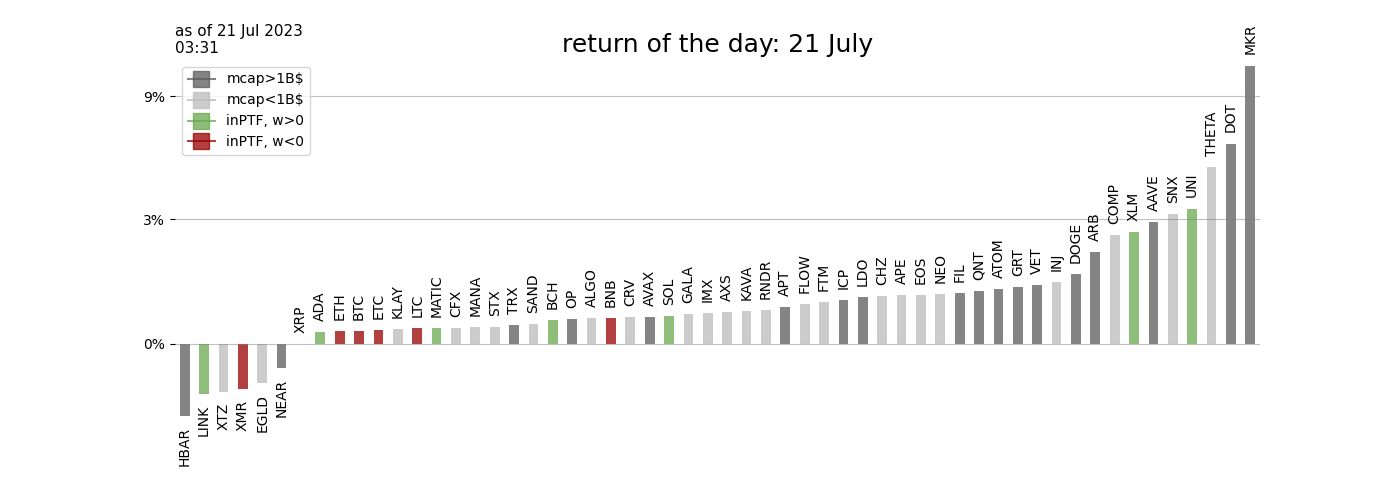 as of 21 Jul 2023
03:31
return of the day: 21 July
mcap>1B$
mcap<1B$
inPTF, w>0
inPTF, w<0
9%
3%
0%
HBAR
LINK
XTZ
XMR
EGLD
NEAR
XRP
ADA
ETH
BTC
ETC
KLAY
LTC
MATIC
CFX
MANA
STX
TRX
SAND
BCH
OP
ALGO
BNB
CRV
AVAX
SOL
GALA
IMX
AXS
KAVA
RNDR
APT
FLOW
FTM
ICP
LDO
CHZ
APE
EOS
NEO
FIL
QNT
ATOM
GRT
VET
INJ
DOGE
ARB
COMP
XLM
AAVE
SNX
UNI
THETA
DOT
MKR